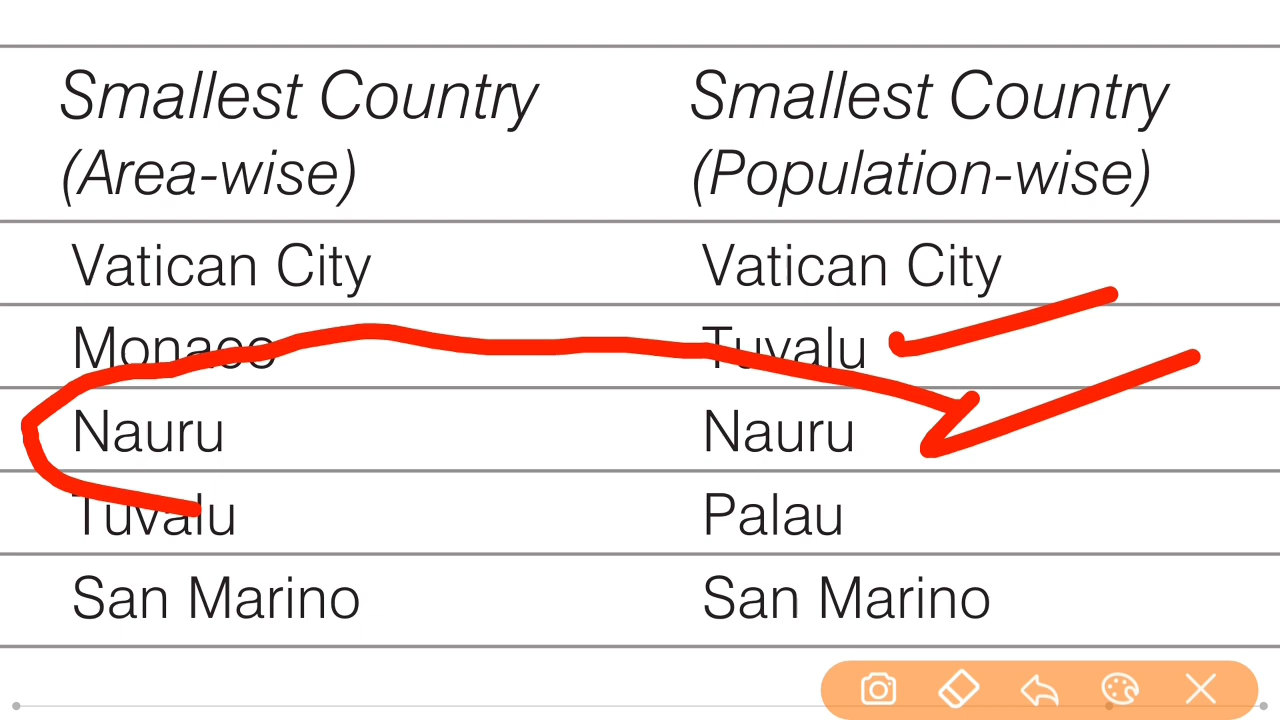 Smallest Country Smallest Country
(Area-wise) (Population-wise)
Vatican City Vatican City
Monaco Tuvalu
Nauru Nauru
Tuvalu Palau
San Marino San Marino